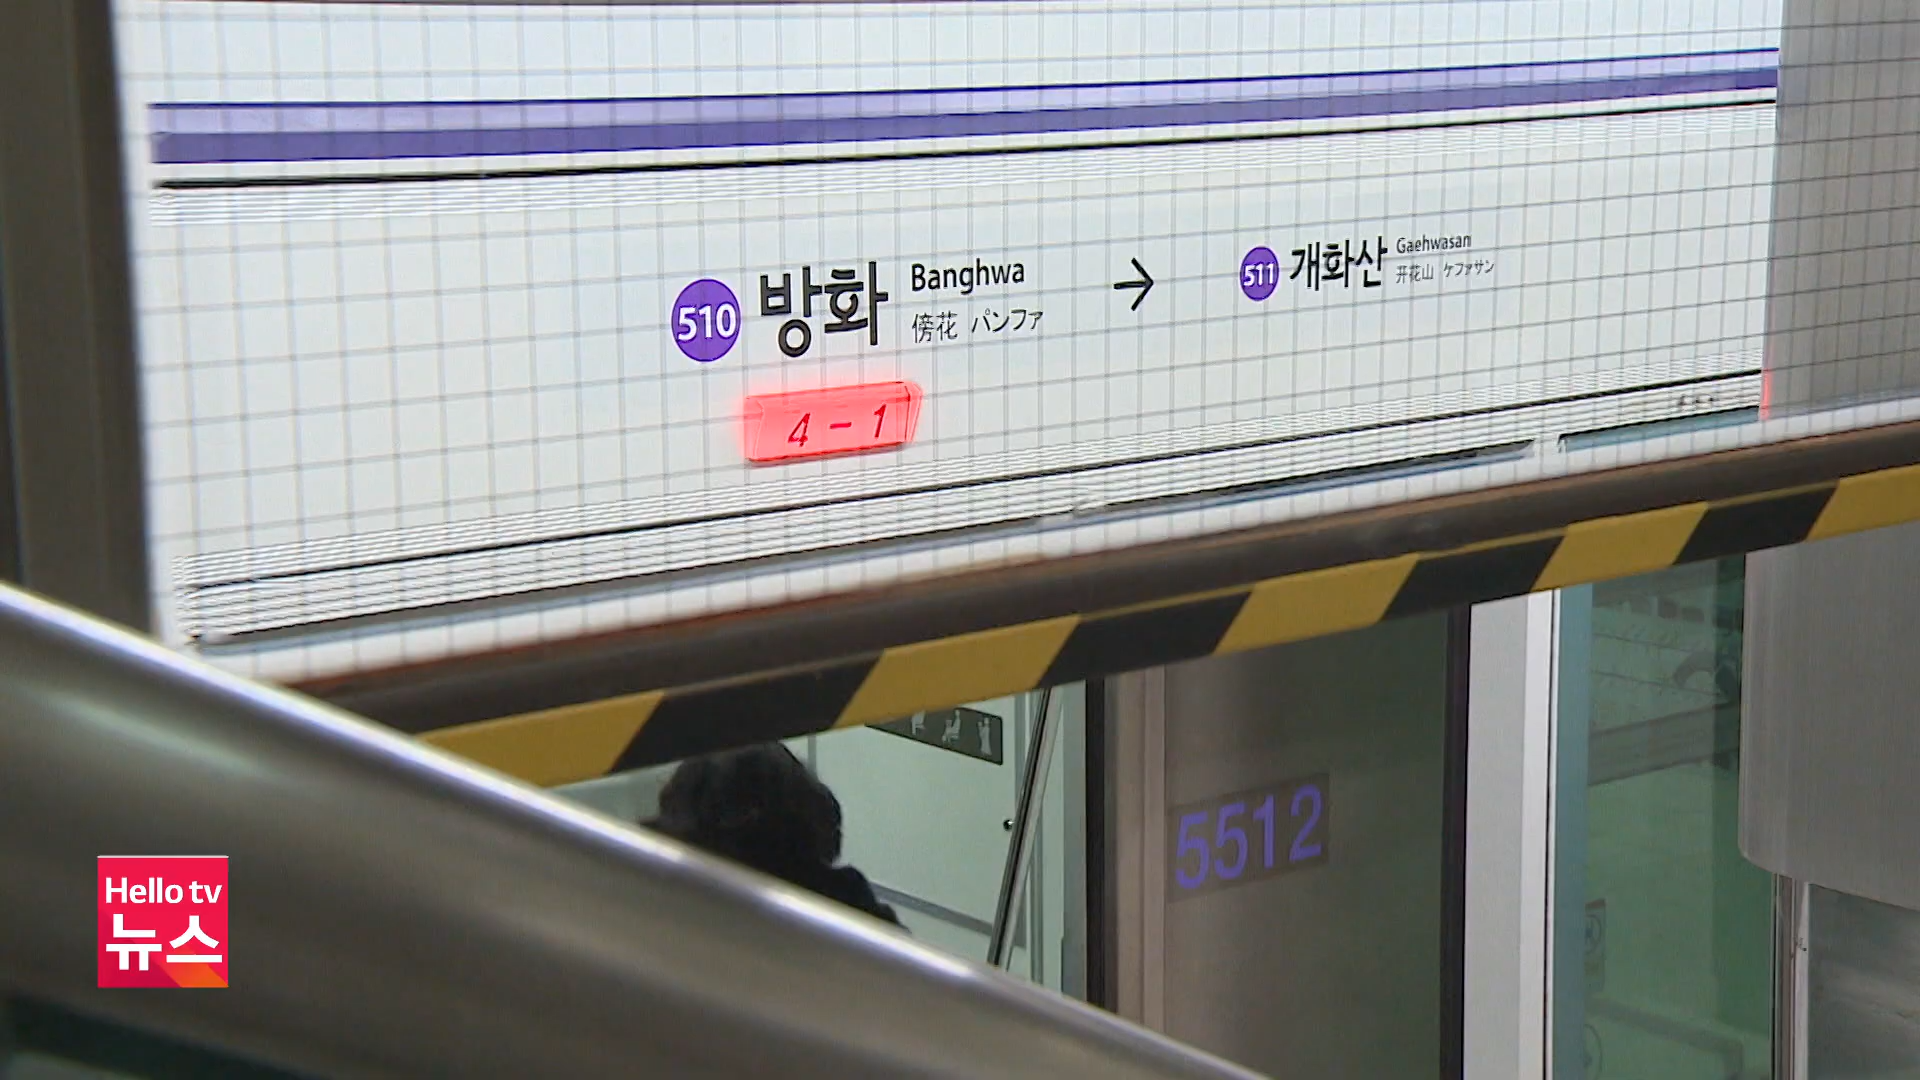 510 방화 Banghwa
傍花 パンファ
→ 511 개화산 Gaehwasan
开花山 ケファサン
4-1
5512
Hello tv
뉴스